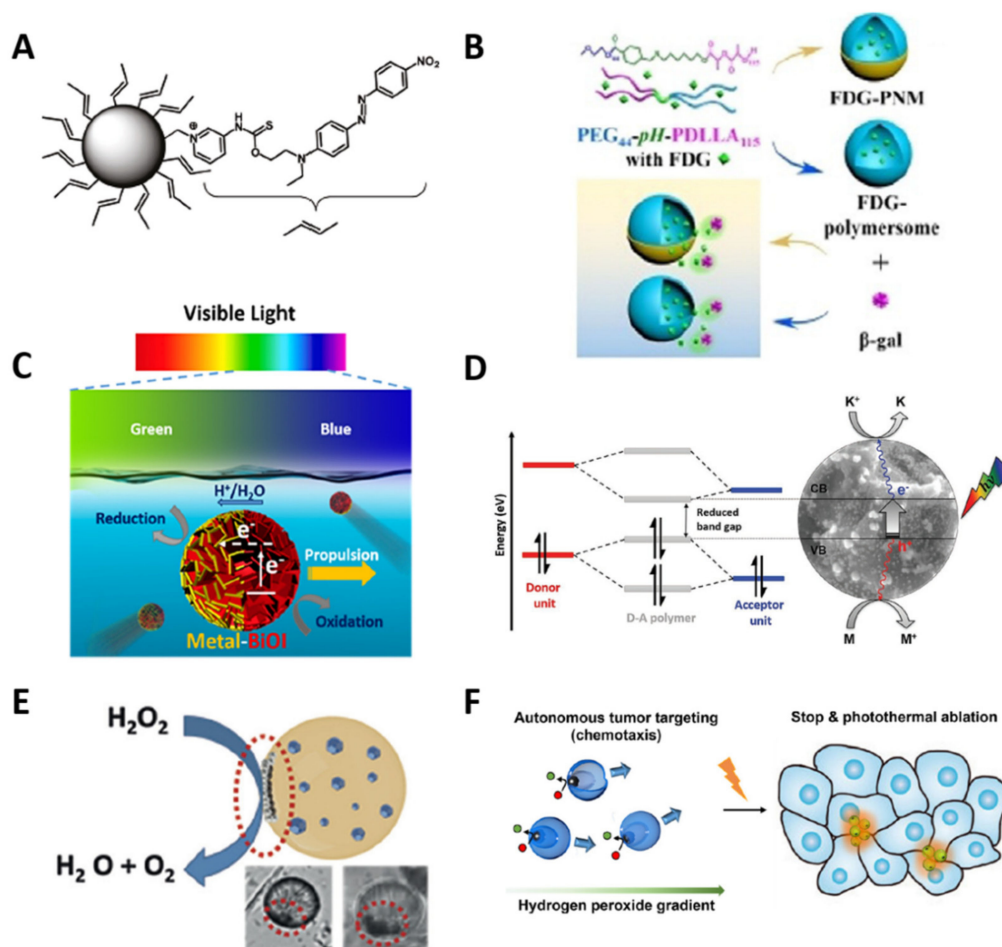 A
NO₂
N
N
H
N
S
N
⊕
O
N
B
FDG-PNM
PEG₄₄-pH-PDLLA₁₁₅
with FDG
FDG-
polymersome
+
β-gal
Visible Light
C
Green
Blue
H⁺/H₂O
Reduction
e⁻
e⁻
Propulsion
Oxidation
Metal-BiOI
D
Energy (eV)
Reduced
band gap
Donor
unit
D-A polymer
Acceptor
unit
K⁺
K
CB
e⁻
hν
VB
h⁺
M
M⁺
E
H₂O₂
H₂O + O₂
F
Autonomous tumor targeting
(chemotaxis)
Stop & photothermal ablation
Hydrogen peroxide gradient